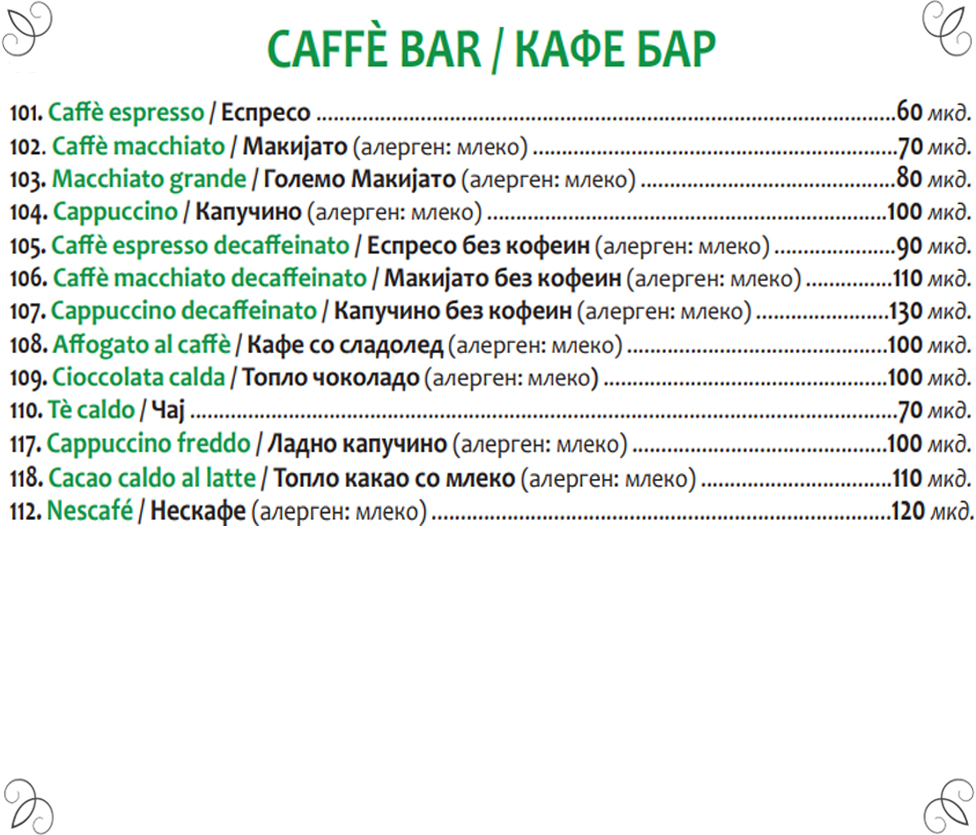 CAFFÈ BAR / КАФЕ БАР
101. Caffè espresso / Еспресо ...........................................................................................60 мкд.
102. Caffè macchiato / Макијато (алерген: млеко) .........................................................70 мкд.
103. Macchiato grande / Големо Макијато (алерген: млеко) ........................................80 мкд.
104. Cappuccino / Капучино (алерген: млеко) ...............................................................100 мкд.
105. Caffè espresso decaffeinato / Еспресо без кофеин (алерген: млеко) ...................90 мкд.
106. Caffè macchiato decaffeinato / Макијато без кофеин (алерген: млеко) ..............110 мкд.
107. Cappuccino decaffeinato / Капучино без кофеин (алерген: млеко) .....................130 мкд.
108. Affogato al caffè / Кафе со сладолед (алерген: млеко) .........................................100 мкд.
109. Cioccolata calda / Топло чоколадо (алерген: млеко) .............................................100 мкд.
110. Tè caldo / Чај ...............................................................................................................70 мкд.
117. Cappuccino freddo / Ладно капучино (алерген: млеко) ........................................100 мкд.
118. Cacao caldo al latte / Топло какао со млеко (алерген: млеко) ..............................110 мкд.
112. Nescafé / Нескафе (алерген: млеко) ........................................................................120 мкд.